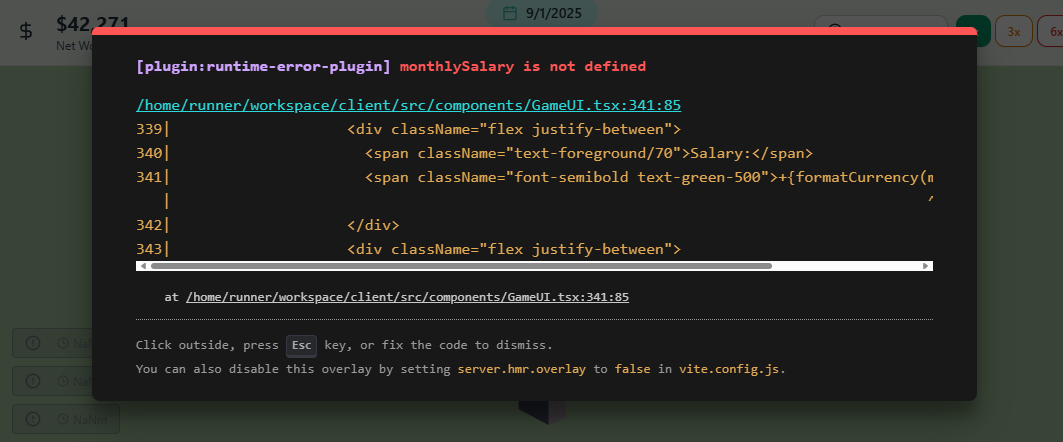 $42,271
Net Wo
9/1/2025
3x
6x
[plugin:runtime-error-plugin] monthlySalary is not defined
/home/runner/workspace/client/src/components/GameUI.tsx:341:85
339| <div className="flex justify-between">
340| <span className="text-foreground/70">Salary:</span>
341| <span className="font-semibold text-green-500">+{formatCurrency(m
|
342| </div>
343| <div className="flex justify-between">
at /home/runner/workspace/client/src/components/GameUI.tsx:341:85
Click outside, press Esc key, or fix the code to dismiss.
You can also disable this overlay by setting server.hmr.overlay to false in vite.config.js.
NaN
NaN
NaNm